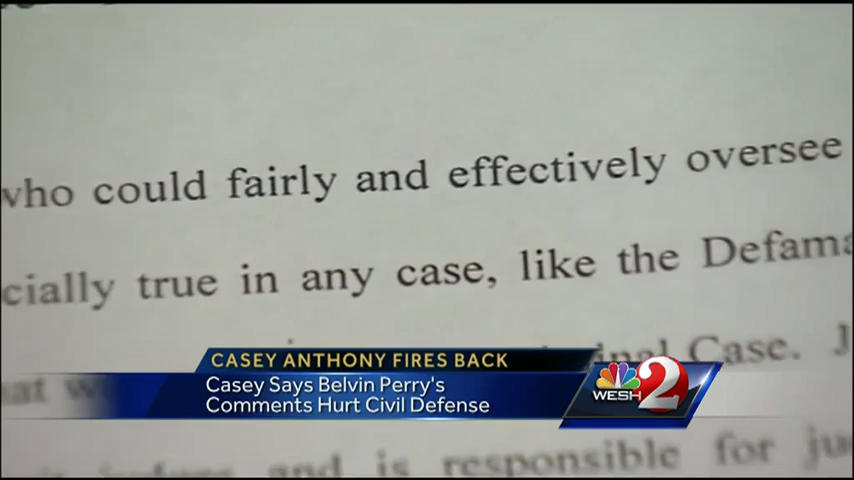 who could fairly and effectively oversee
cially true in any case, like the Defama
Case. J
and is responsible for ju
CASEY ANTHONY FIRES BACK
Casey Says Belvin Perry's
Comments Hurt Civil Defense
WESH 2